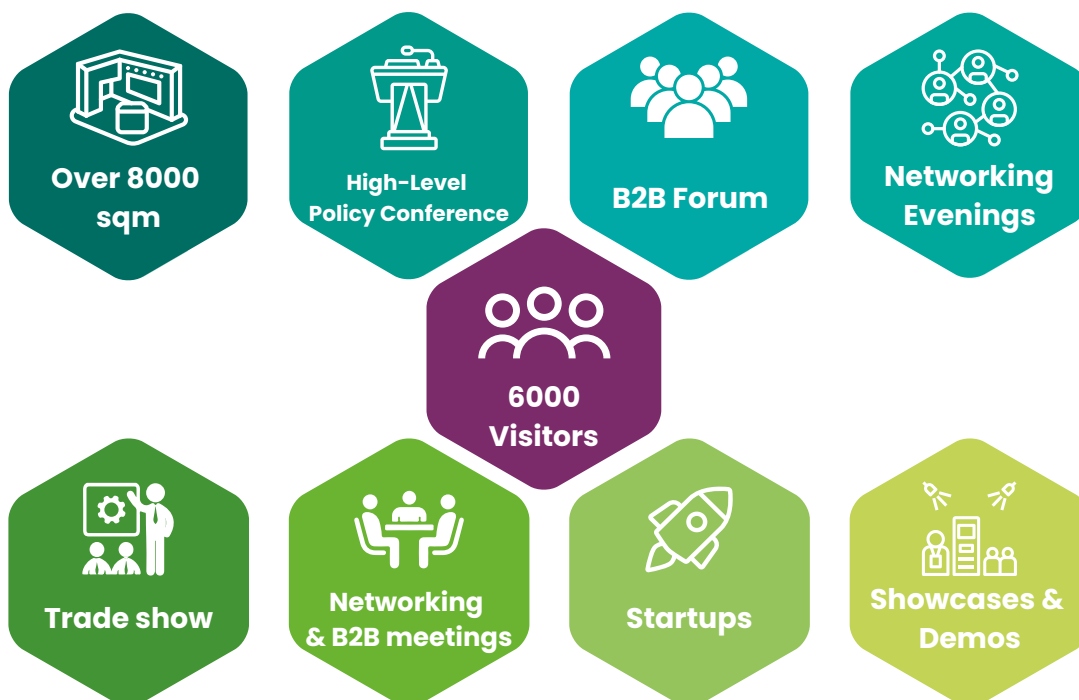 Over 8000
sqm
High-Level
Policy Conference
B2B Forum
Networking
Evenings
6000
Visitors
Trade show
Networking
& B2B meetings
Startups
Showcases &
Demos